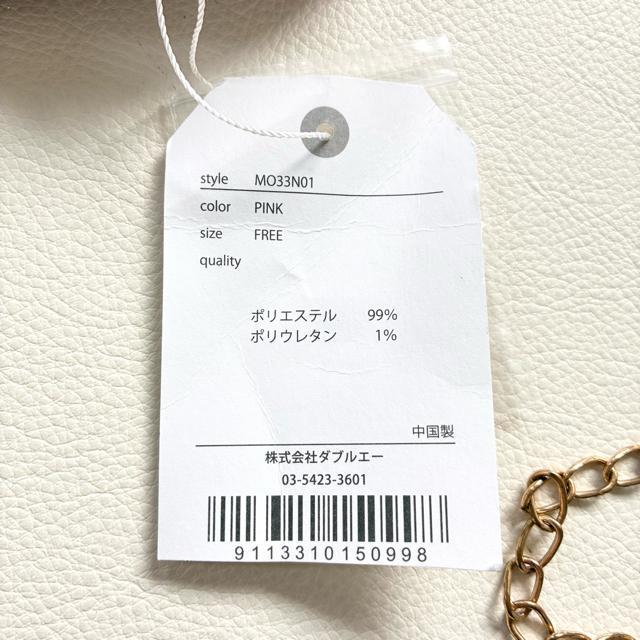 style MO33N01
color PINK
size FREE
quality
ポリエステル 99%
ポリウレタン 1%
中国製
株式会社ダブルエー
03-5423-3601
9113310150998